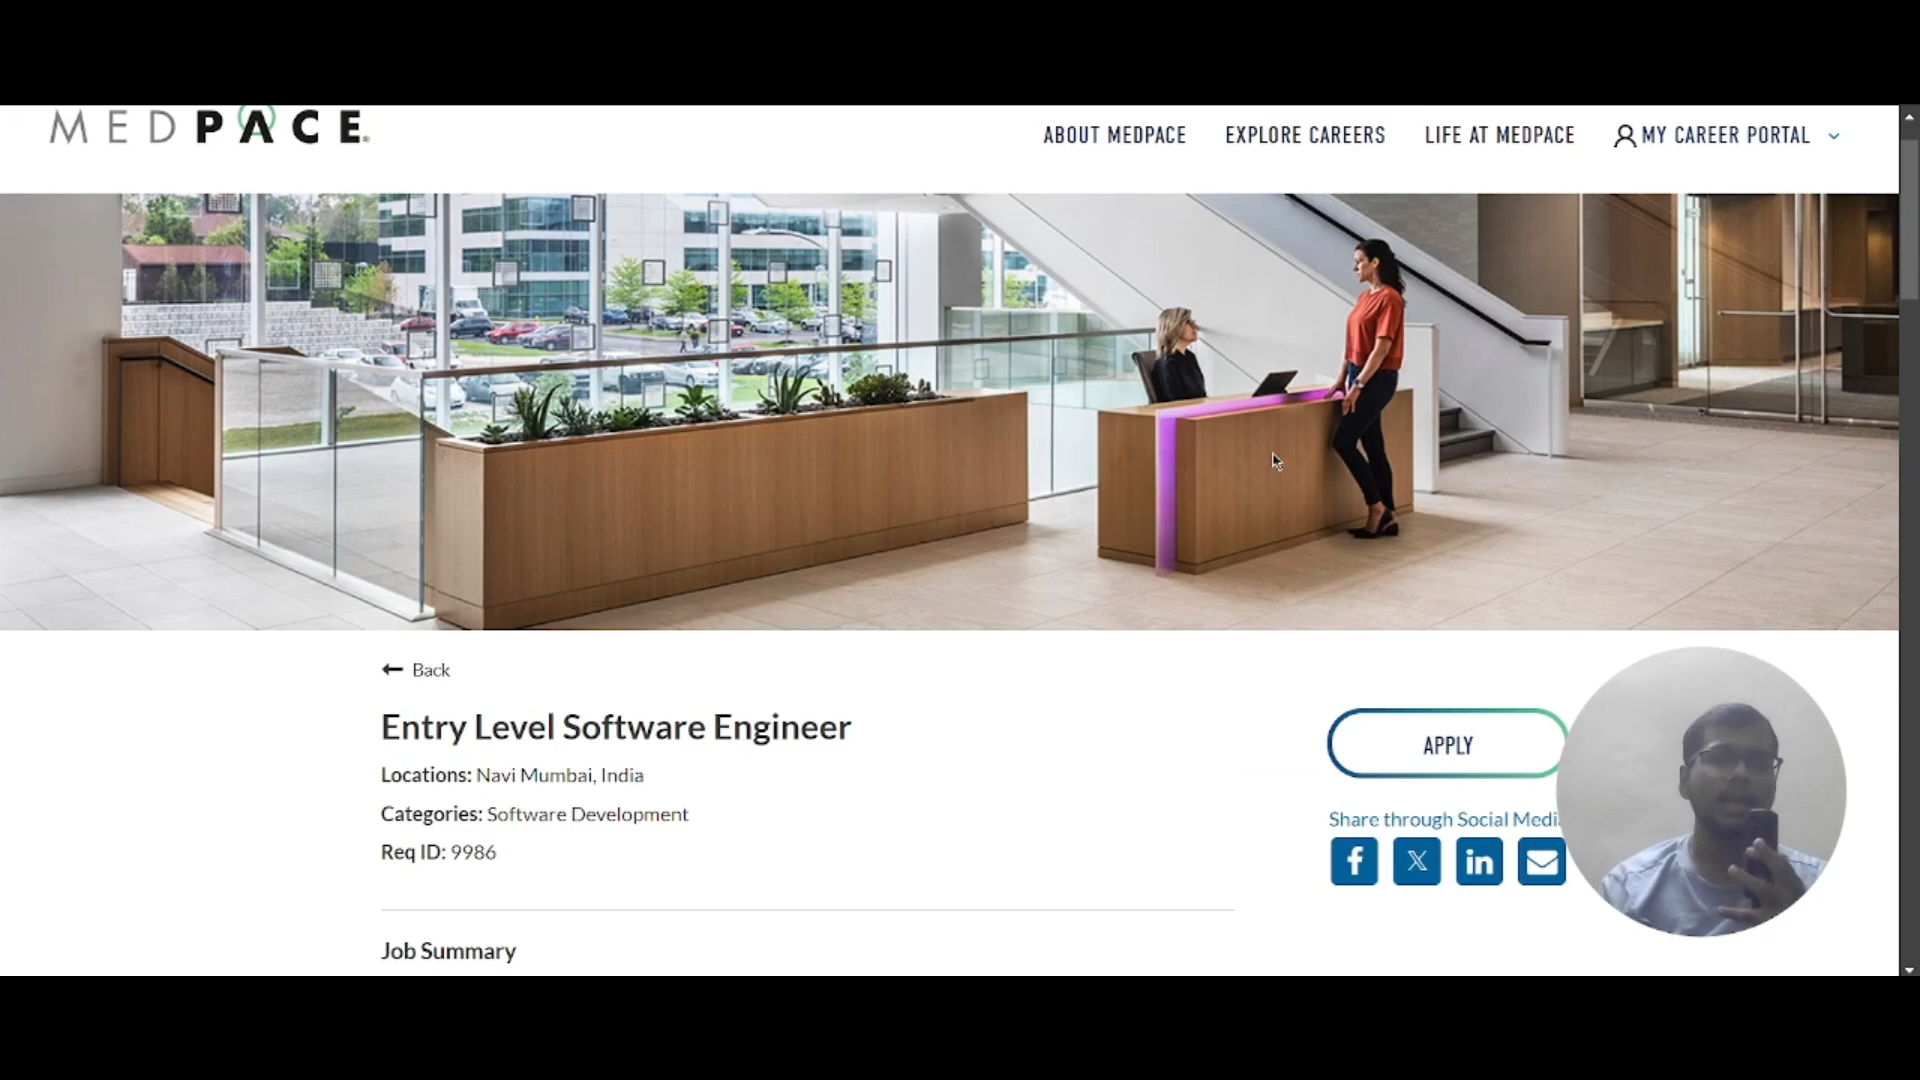 MEDPACE®
ABOUT MEDPACE EXPLORE CAREERS LIFE AT MEDPACE MY CAREER PORTAL
Back
Entry Level Software Engineer
Locations: Navi Mumbai, India
Categories: Software Development
Req ID: 9986
APPLY
Share through Social Medi
Job Summary